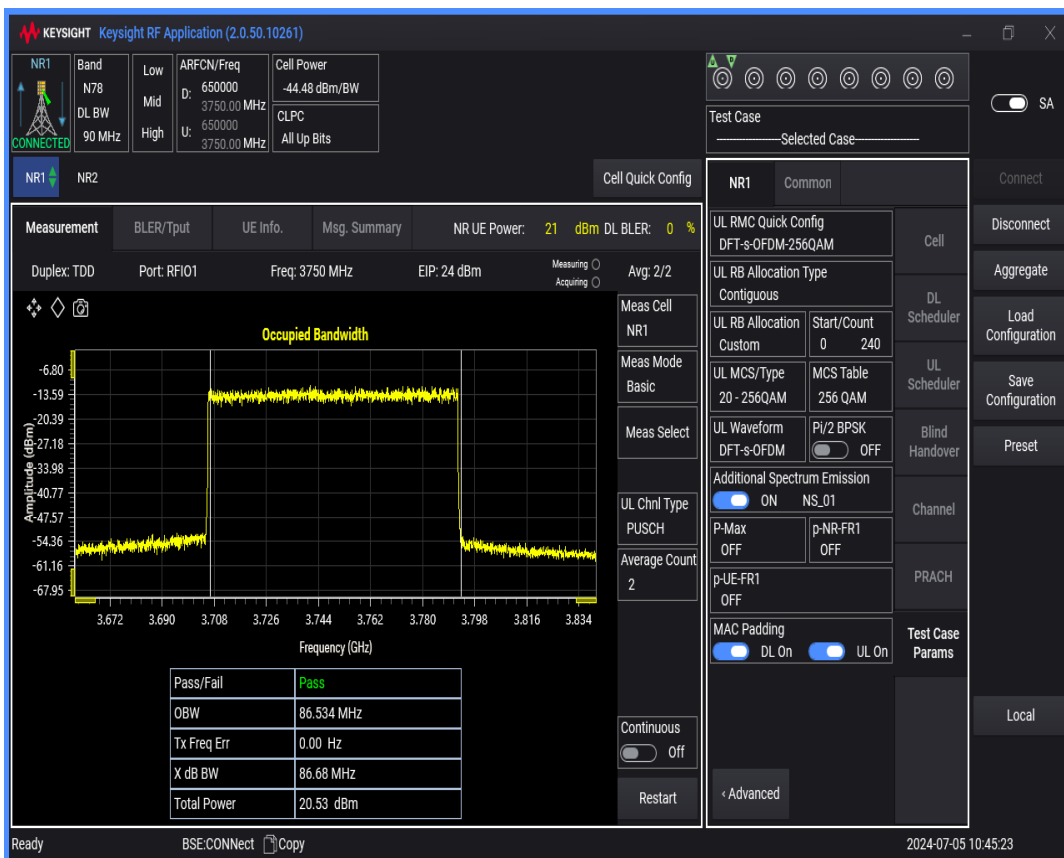 KEYSIGHT Keysight RF Application (2.0.50.10261)
NR1
CONNECTED
Band
N78
DL BW
90 MHz
Low
Mid
High
ARFCN/Freq
D: 650000
3750.00 MHz
U: 650000
3750.00 MHz
Cell Power
-44.48 dBm/BW
CLPC
All Up Bits
Test Case
Selected Case
SA
NR1 NR2 Cell Quick Config
Measurement BLER/Tput UE Info. Msg. Summary NR UE Power: 21 dBm DL BLER: 0 %
Duplex: TDD Port: RFIO1 Freq: 3750 MHz EIP: 24 dBm Measuring Acquiring Avg: 2/2
Occupied Bandwidth
Amplitude (dBm)
-6.80
-13.59
-20.39
-27.18
-33.98
-40.77
-47.57
-54.36
-61.16
-67.95
3.672 3.690 3.708 3.726 3.744 3.762 3.780 3.798 3.816 3.834
Frequency (GHz)
Pass/Fail Pass
OBW 86.534 MHz
Tx Freq Err 0.00 Hz
X dB BW 86.68 MHz
Total Power 20.53 dBm
Meas Cell
NR1
Meas Mode
Basic
Meas Select
UL Chnl Type
PUSCH
Average Count
2
Continuous
Off
Restart
NR1 Common
UL RMC Quick Config
DFT-s-OFDM-256QAM
UL RB Allocation Type
Contiguous
UL RB Allocation Start/Count
Custom 0 240
UL MCS/Type MCS Table
20 - 256QAM 256 QAM
UL Waveform Pi/2 BPSK
DFT-s-OFDM OFF
Additional Spectrum Emission
ON NS_01
P-Max p-NR-FR1
OFF OFF
p-UE-FR1
OFF
MAC Padding
DL On UL On
‹ Advanced
Cell
DL
Scheduler
UL
Scheduler
Blind
Handover
Channel
PRACH
Test Case
Params
Connect
Disconnect
Aggregate
Load
Configuration
Save
Configuration
Preset
Local
Ready BSE:CONNect Copy 2024-07-05 10:45:23